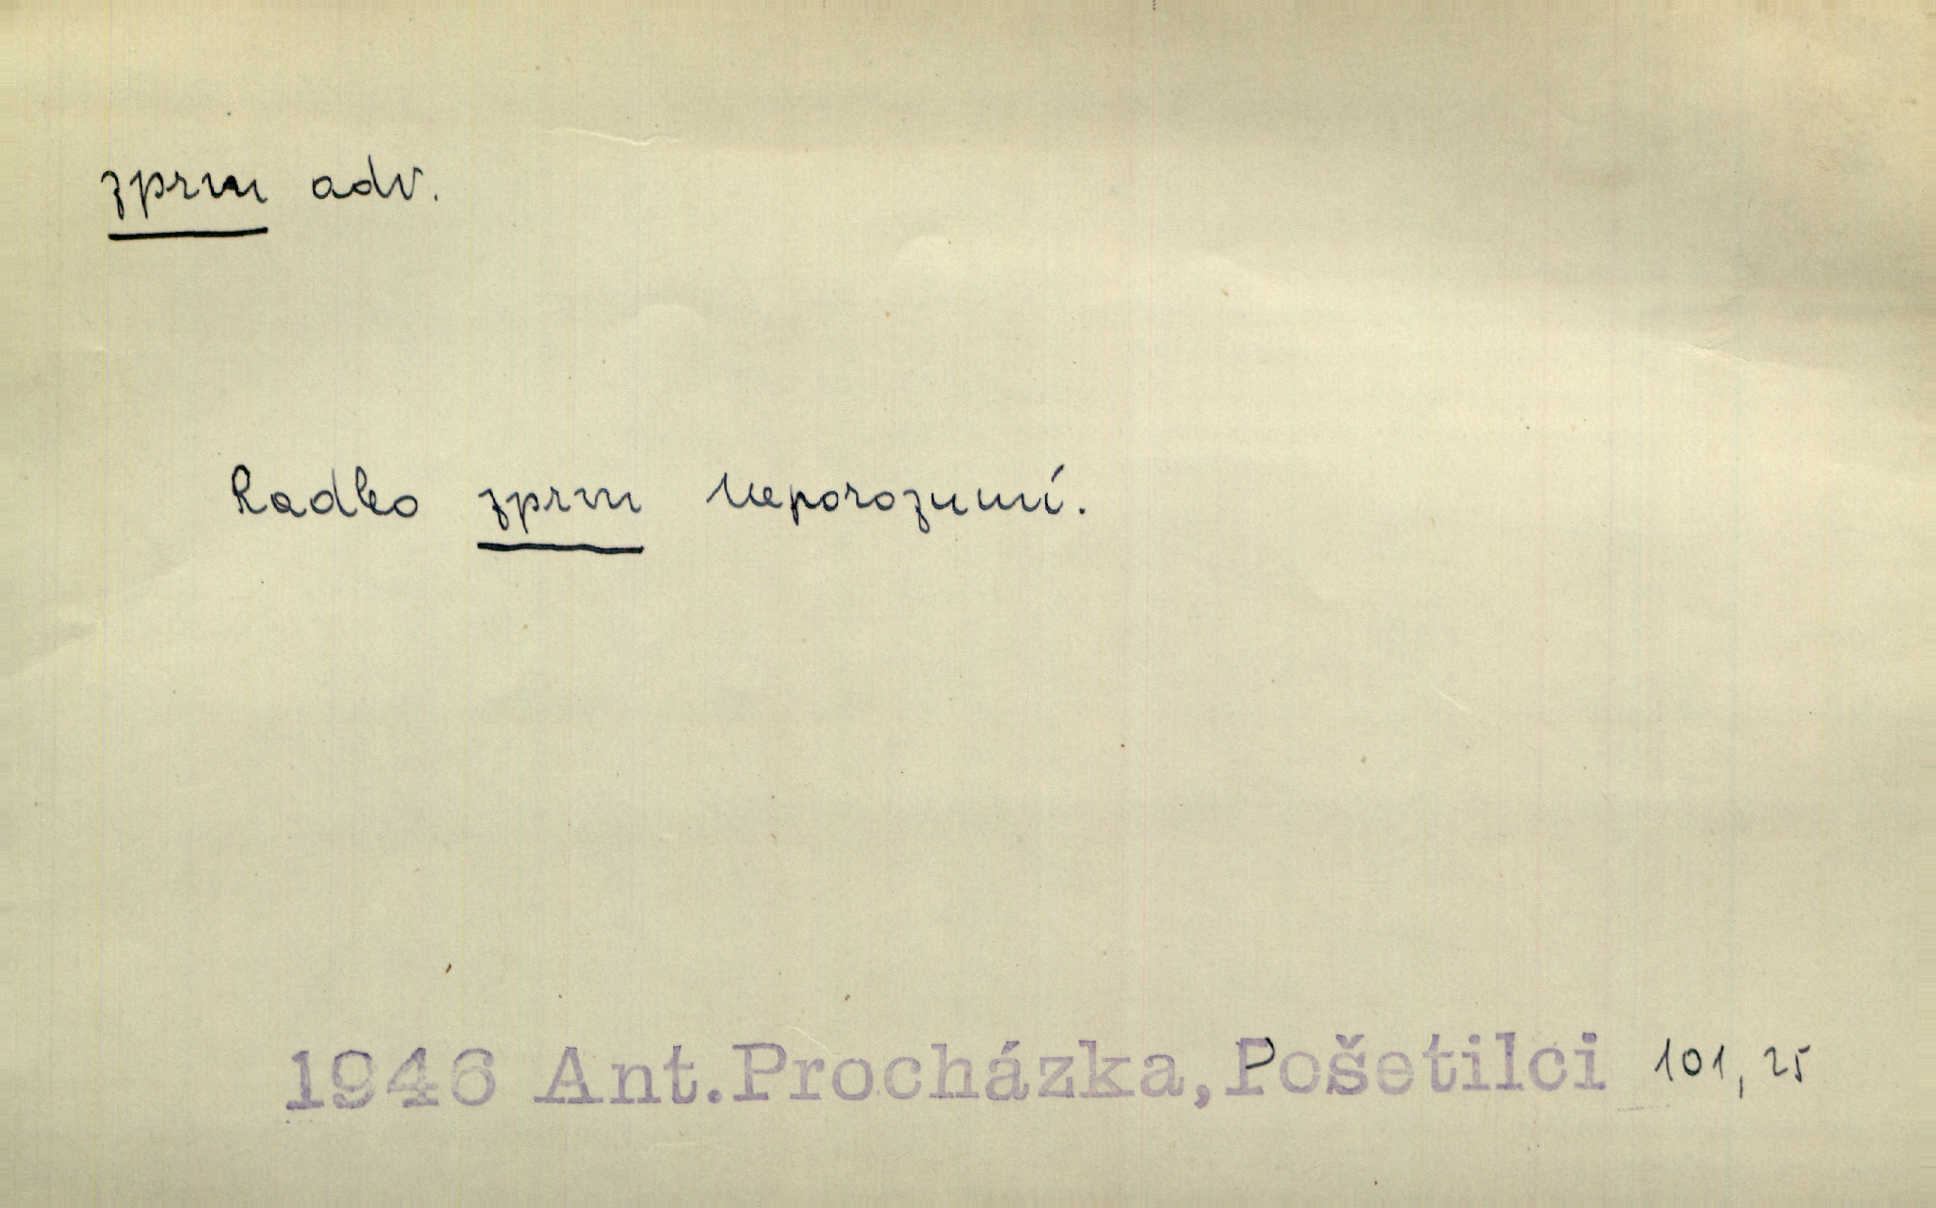 zprvu adv.
Radko zprvu neporozumí.
1946 Ant.Procházka,Pošetilci 101,25